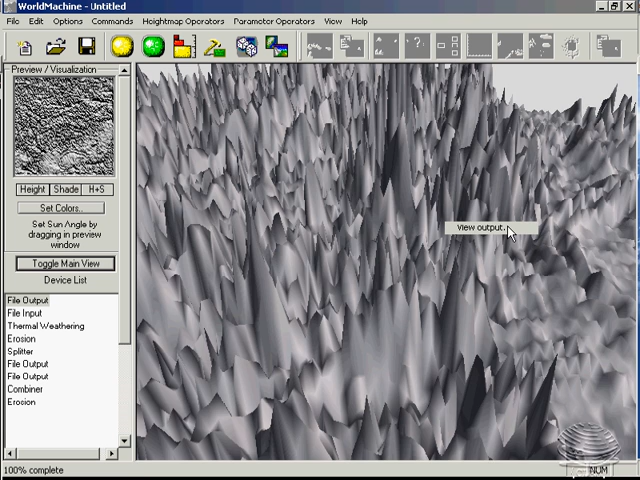 WorldMachine - Untitled
File Options Commands Heightmap Operators Parameter Operators View Help
Preview / Visualization
Height Shade H+S
Set Colors..
Set Sun Angle by
dragging in preview
window
Toggle Main View
Device List
File Output
File Input
Thermal Weathering
Erosion
Splitter
File Output
File Output
Combiner
Erosion
View output..
100% complete
NUM